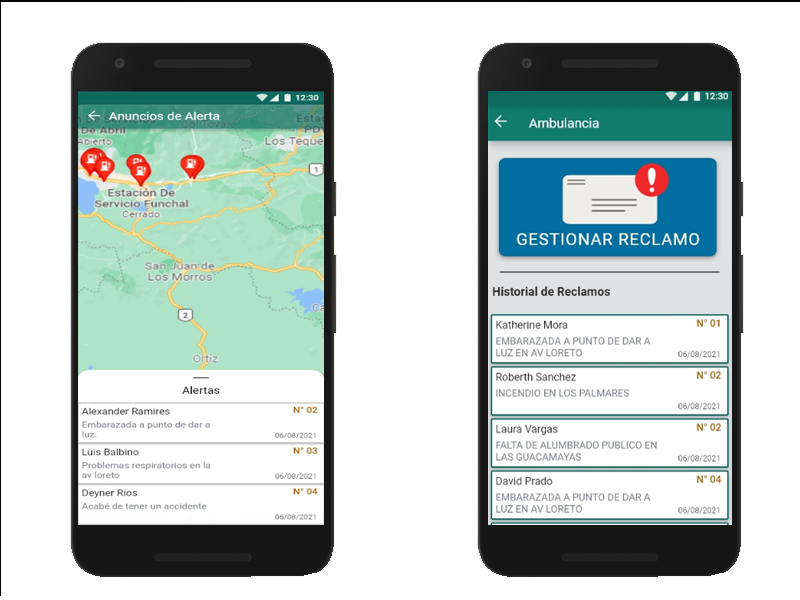 12:30
Anuncios de Alerta
De Abril
Abierto
Esta
PD
Los Teque
1
Estación De
Servicio Funchal
Cerrado
San Juan de
Los Morros
2
Ca
Ortiz
Alertas
Alexander Ramires N° 02
Embarazada a punto de dar a
luz. 06/08/2021
Luis Balbino N° 03
Problemas respiratorios en la
av loreto 06/08/2021
Deyner Rios N° 04
Acabé de tener un accidente
06/08/2021
12:30
Ambulancia
GESTIONAR RECLAMO
Historial de Reclamos
Katherine Mora N° 01
EMBARAZADA A PUNTO DE DAR A
LUZ EN AV LORETO 06/08/2021
Roberth Sanchez N° 02
INCENDIO EN LOS PALMARES
06/08/2021
Laura Vargas N° 02
FALTA DE ALUMBRADO PUBLICO EN
LAS GUACAMAYAS 06/08/2021
David Prado N° 04
EMBARAZADA A PUNTO DE DAR A
LUZ EN AV LORETO 06/08/2021